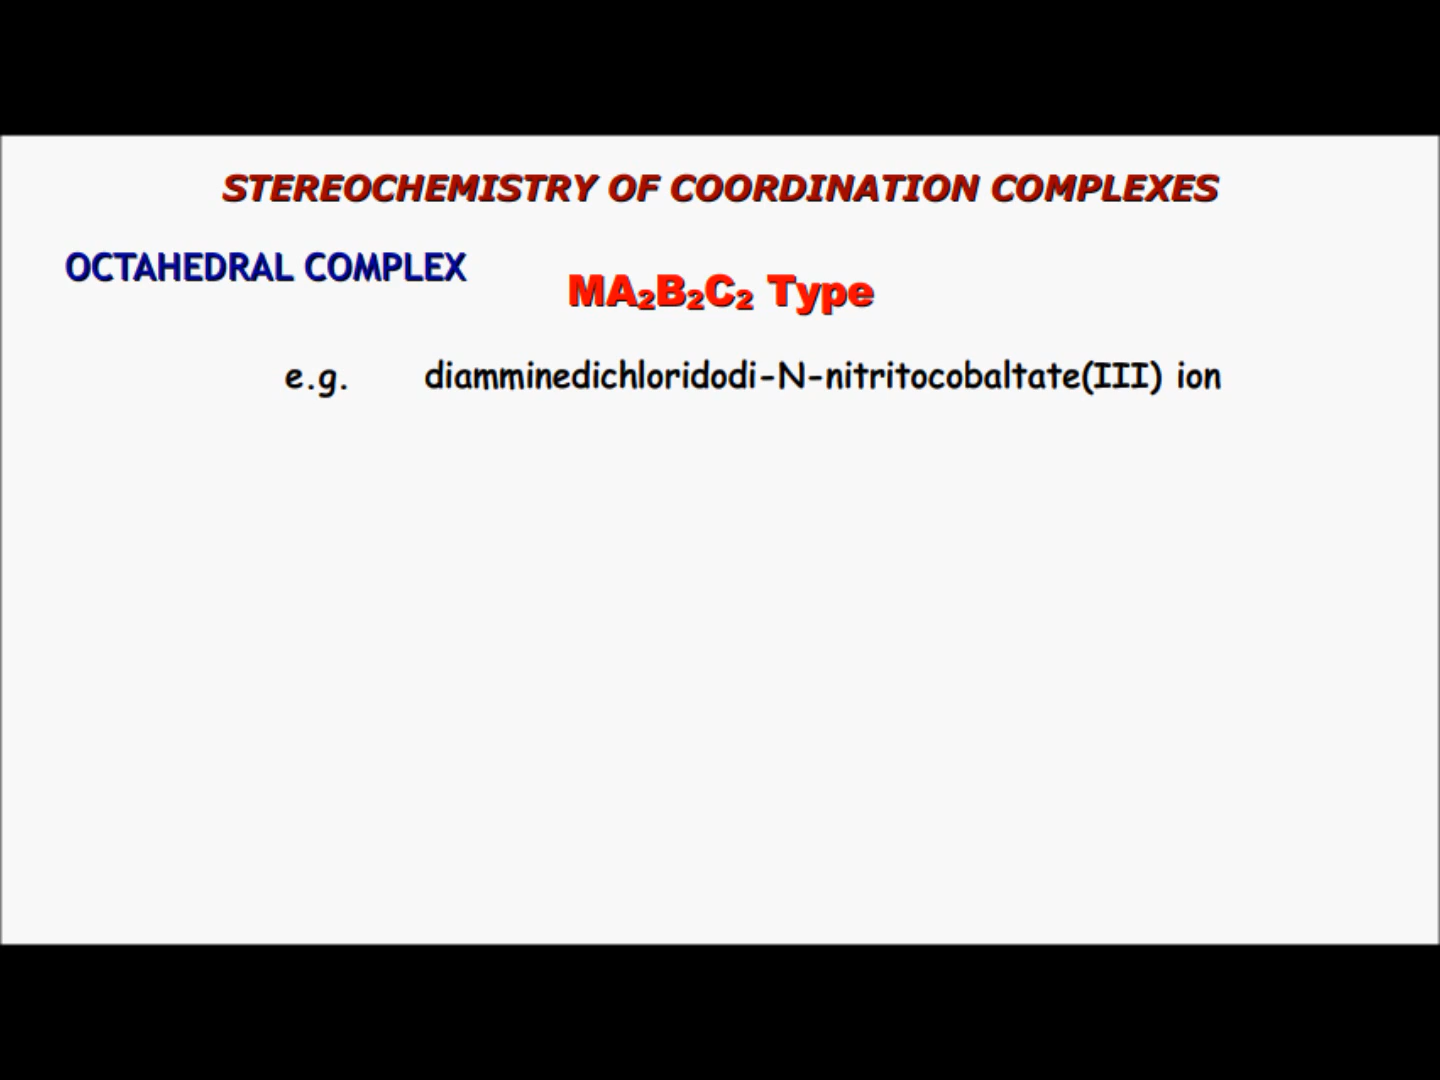 STEREOCHEMISTRY OF COORDINATION COMPLEXES
OCTAHEDRAL COMPLEX
MA₂B₂C₂ Type
e.g. diamminedichloridodi-N-nitritocobaltate(III) ion